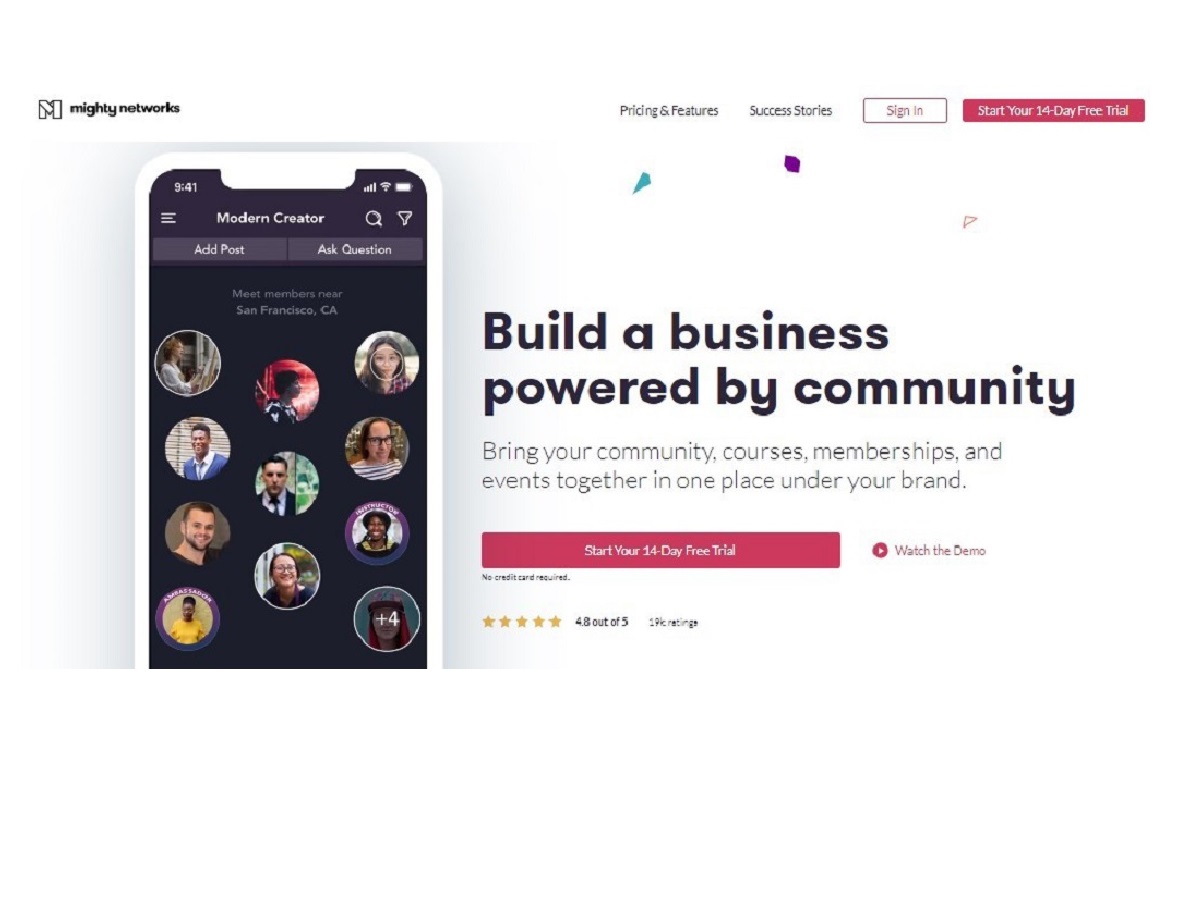 mighty networks
Pricing & Features
Success Stories
Sign In
Start Your 14-Day Free Trial
9:41
Modern Creator
Add Post
Ask Question
Meet members near
San Francisco, CA
INSTRUCTOR
AMBASSADOR
+4
Build a business
powered by community
Bring your community, courses, memberships, and
events together in one place under your brand.
Start Your 14-Day Free Trial
Watch the Demo
No credit card required.
4.8 out of 5
19k ratings